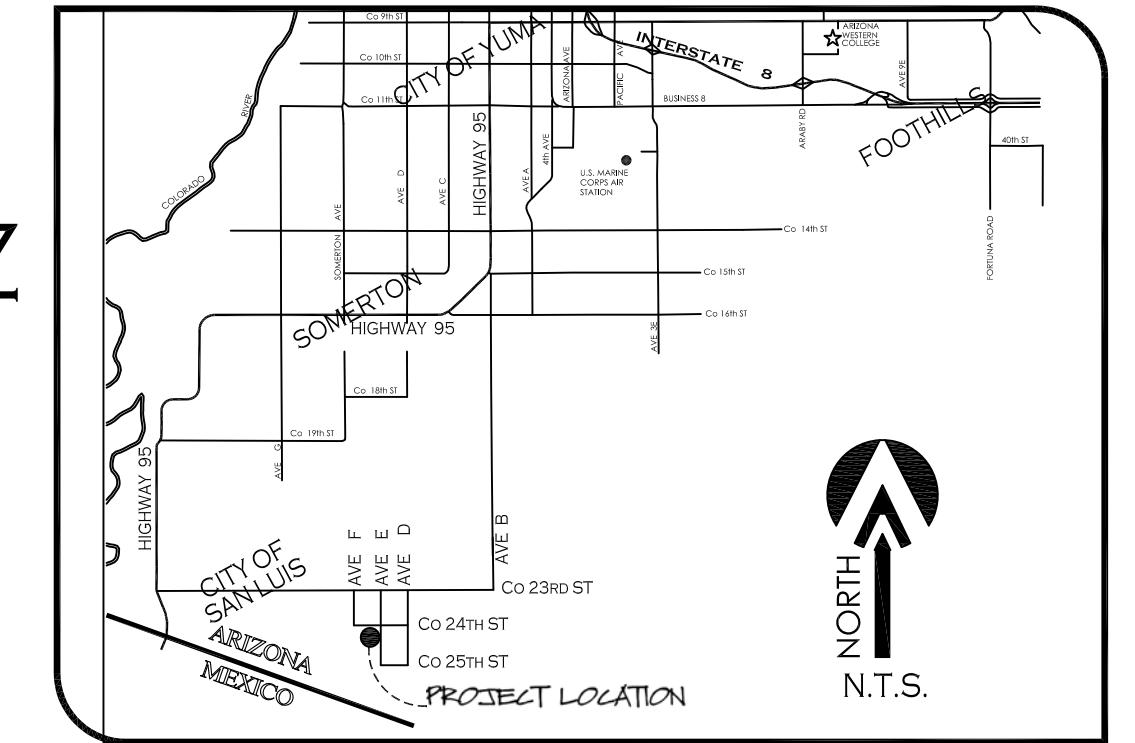 Co 9th ST
Co 10th ST
CITY OF YUMA
Co 11th ST
ARIZONA AVE
PACIFIC AVE
INTERSTATE 8
BUSINESS 8
ARIZONA
WESTERN
COLLEGE
AVE 9E
ARABY RD
FOOTHILLS
40th ST
RIVER
COLORADO
SOMERTON AVE
AVE D
AVE C
HIGHWAY 95
AVE A
4th AVE
U.S. MARINE
CORPS AIR
STATION
Co 14th ST
FORTUNA ROAD
Co 15th ST
SOMERTON
HIGHWAY 95
Co 16th ST
AVE 3E
Co 18th ST
Co 19th ST
AVE G
HIGHWAY 95
CITY OF
SAN LUIS
AVE F
AVE E
AVE D
AVE B
Co 23RD ST
Co 24TH ST
Co 25TH ST
ARIZONA
MEXICO
PROJECT LOCATION
NORTH
N.T.S.